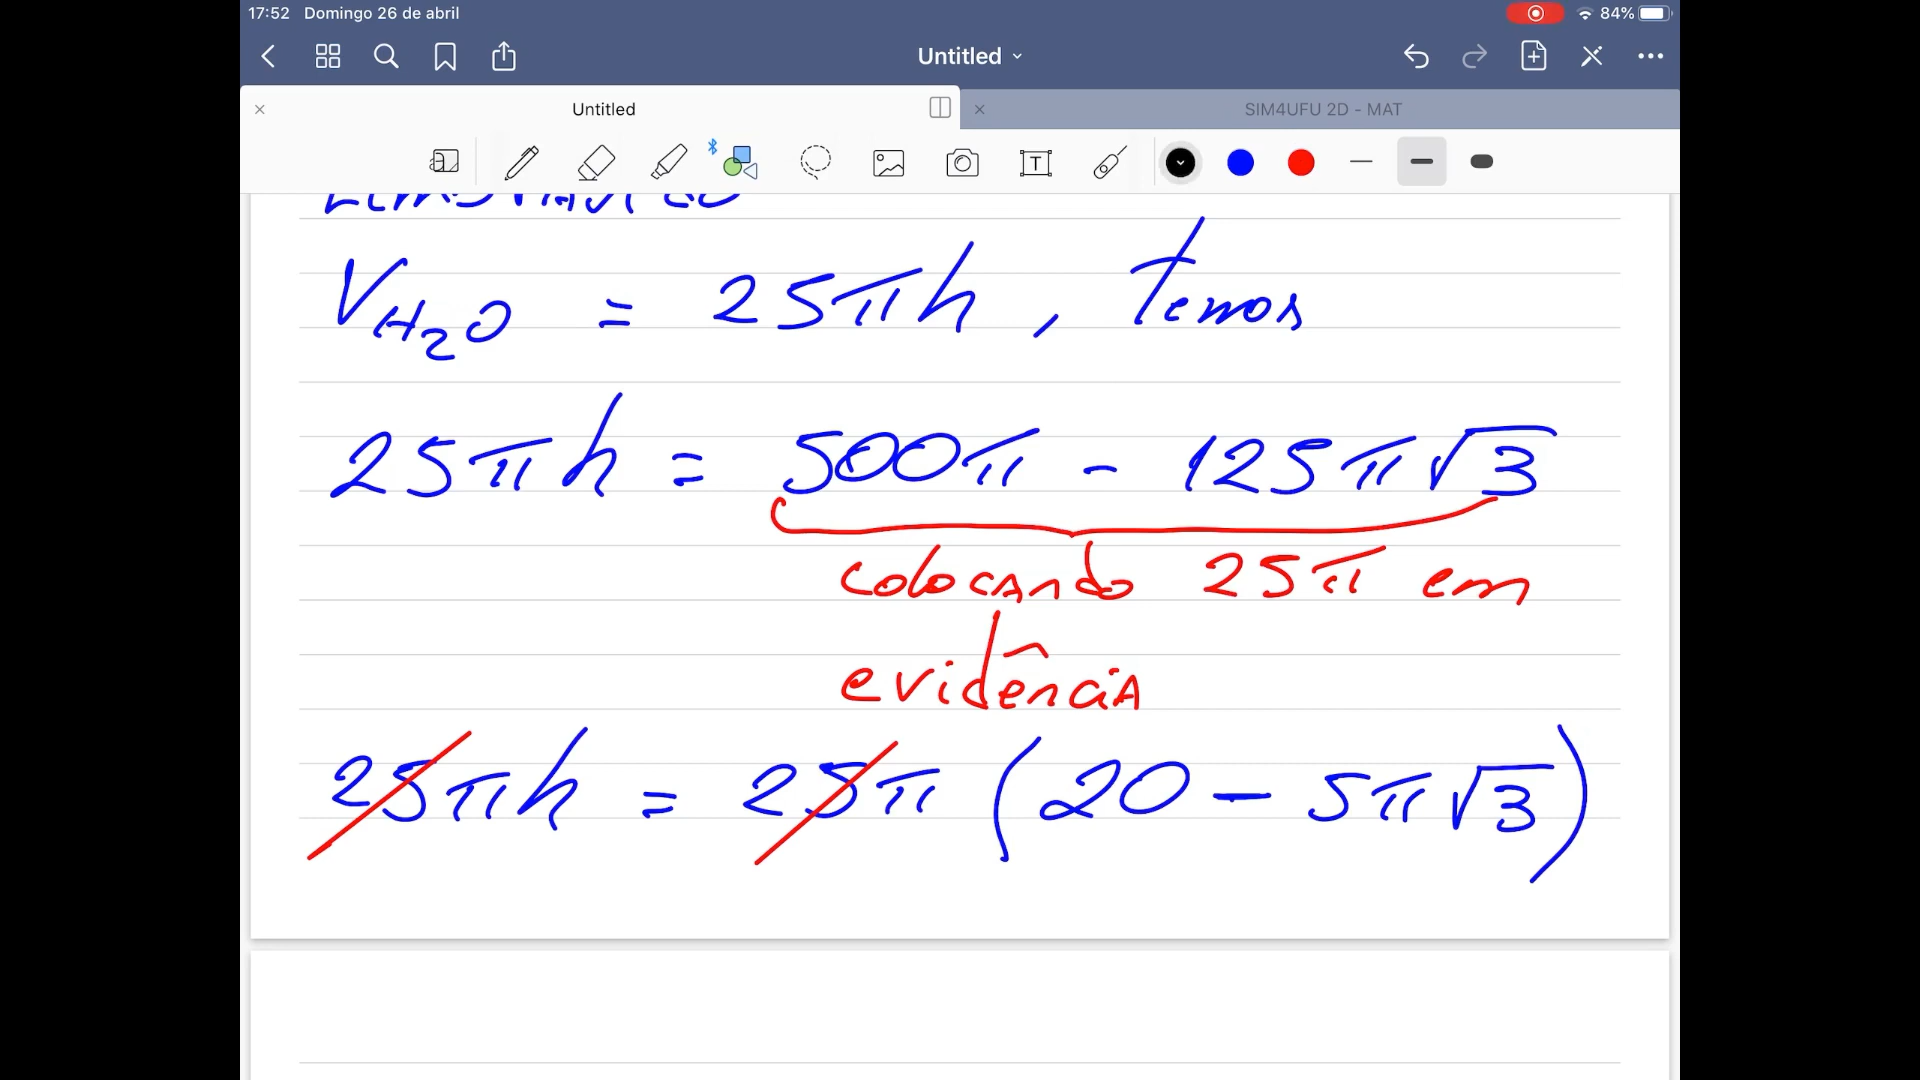 17:52 Domingo 26 de abril 84%
Untitled
Untitled SIM4UFU 2D - MAT
V_{H_2O} = 25πh, Temos
25πh = 500π - 125π√3
colocando 25π em
evidência
25πh = 25π (20 - 5π√3)